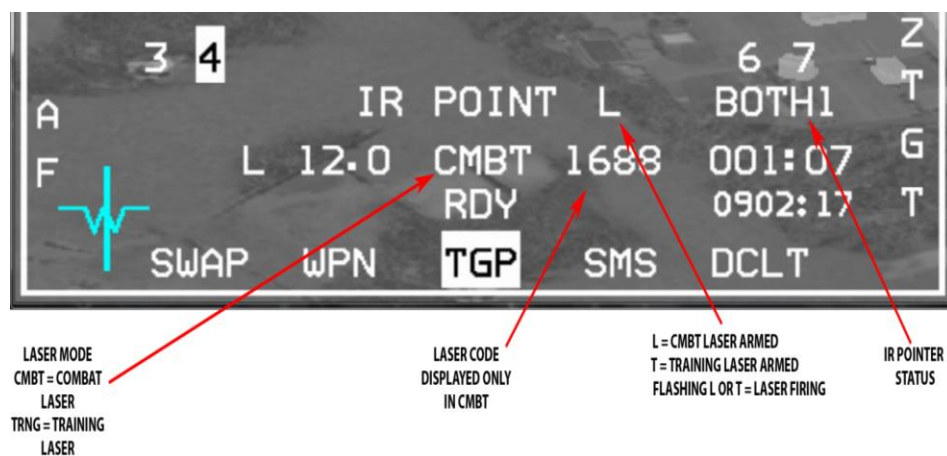 Z
3 4 6 7
T
A IR POINT L BOTH1
G
F L 12.0 CMBT 1688 001:07
RDY 0902:17 T
SWAP WPN TGP SMS DCLT
LASER MODE
CMBT = COMBAT
LASER
TRNG = TRAINING
LASER
LASER CODE
DISPLAYED ONLY
IN CMBT
L = CMBT LASER ARMED
T = TRAINING LASER ARMED
FLASHING L OR T = LASER FIRING
IR POINTER
STATUS